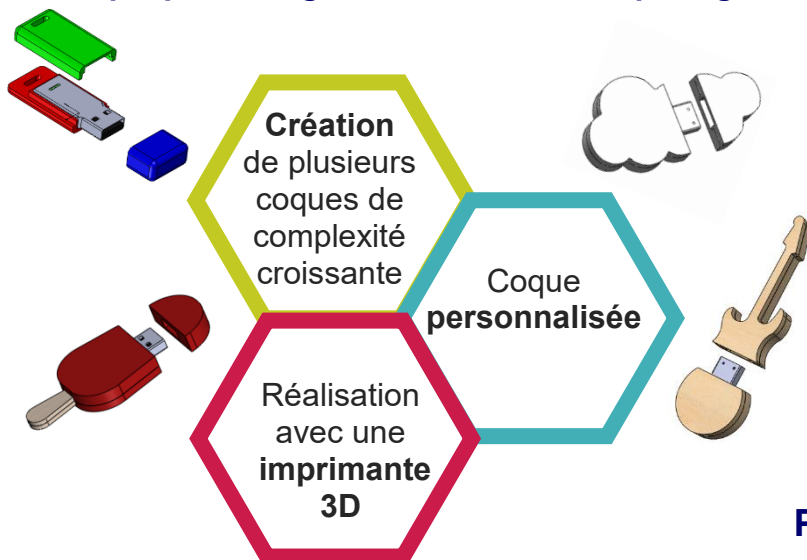 Création
de plusieurs
coques de
complexité
croissante
Coque
personnalisée
Réalisation
avec une
imprimante
3D